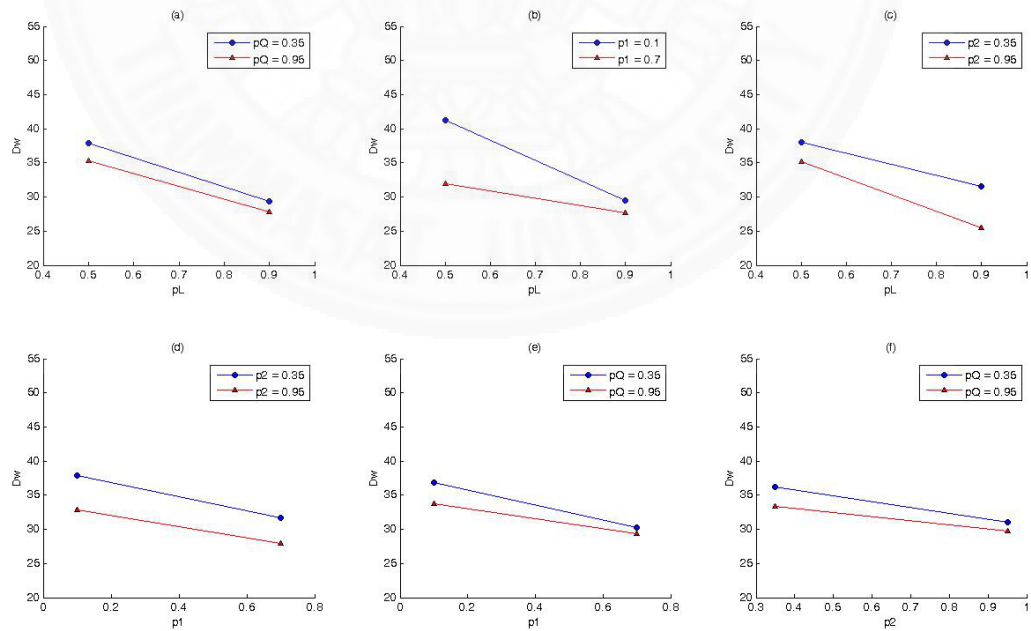 (a)
55
50
45
40
35
30
25
20
Dw
pQ = 0.35
pQ = 0.95
0.4 0.5 0.6 0.7 0.8 0.9 1
pL
(b)
55
50
45
40
35
30
25
20
Dw
p1 = 0.1
p1 = 0.7
0.4 0.5 0.6 0.7 0.8 0.9 1
pL
(c)
55
50
45
40
35
30
25
20
Dw
p2 = 0.35
p2 = 0.95
0.4 0.5 0.6 0.7 0.8 0.9 1
pL
(d)
55
50
45
40
35
30
25
20
Dw
p2 = 0.35
p2 = 0.95
0 0.2 0.4 0.6 0.8
p1
(e)
55
50
45
40
35
30
25
20
Dw
pQ = 0.35
pQ = 0.95
0 0.2 0.4 0.6 0.8
p1
(f)
55
50
45
40
35
30
25
20
Dw
pQ = 0.35
pQ = 0.95
0.3 0.4 0.5 0.6 0.7 0.8 0.9 1
p2